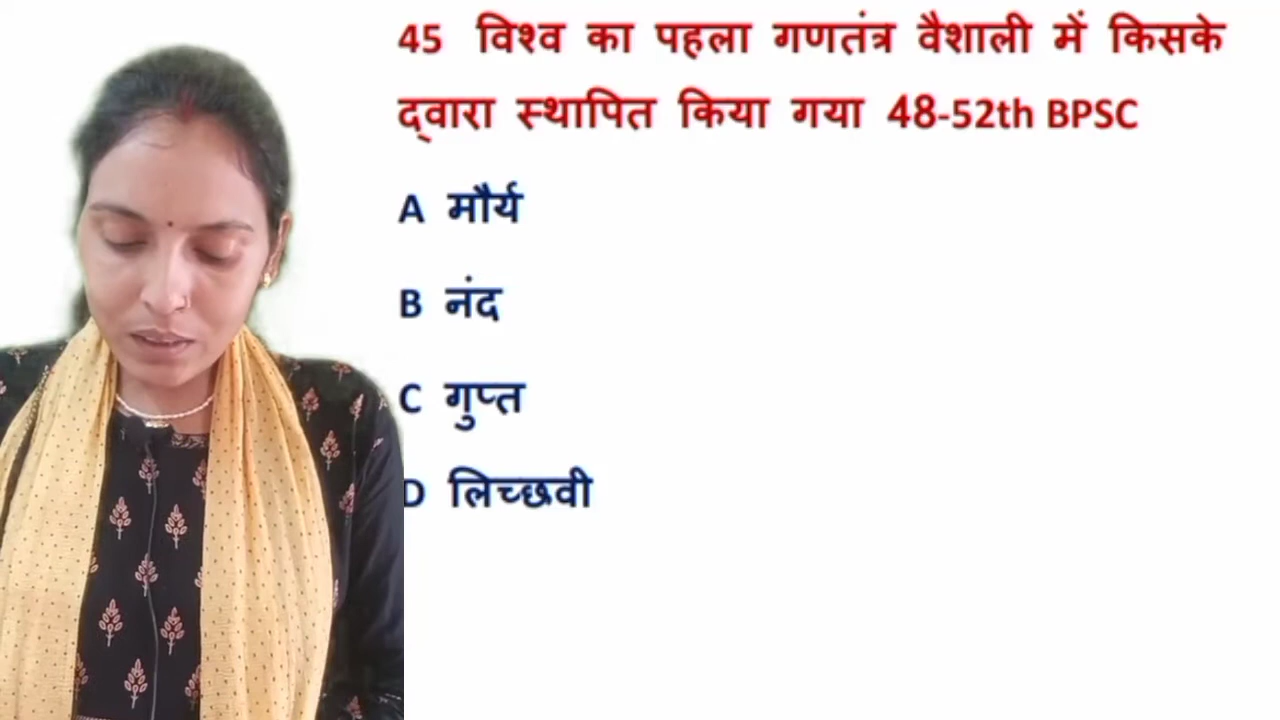 45 विश्व का पहला गणतंत्र वैशाली में किसके
द्वारा स्थापित किया गया 48-52th BPSC
A मौर्य
B नंद
C गुप्त
D लिच्छवी